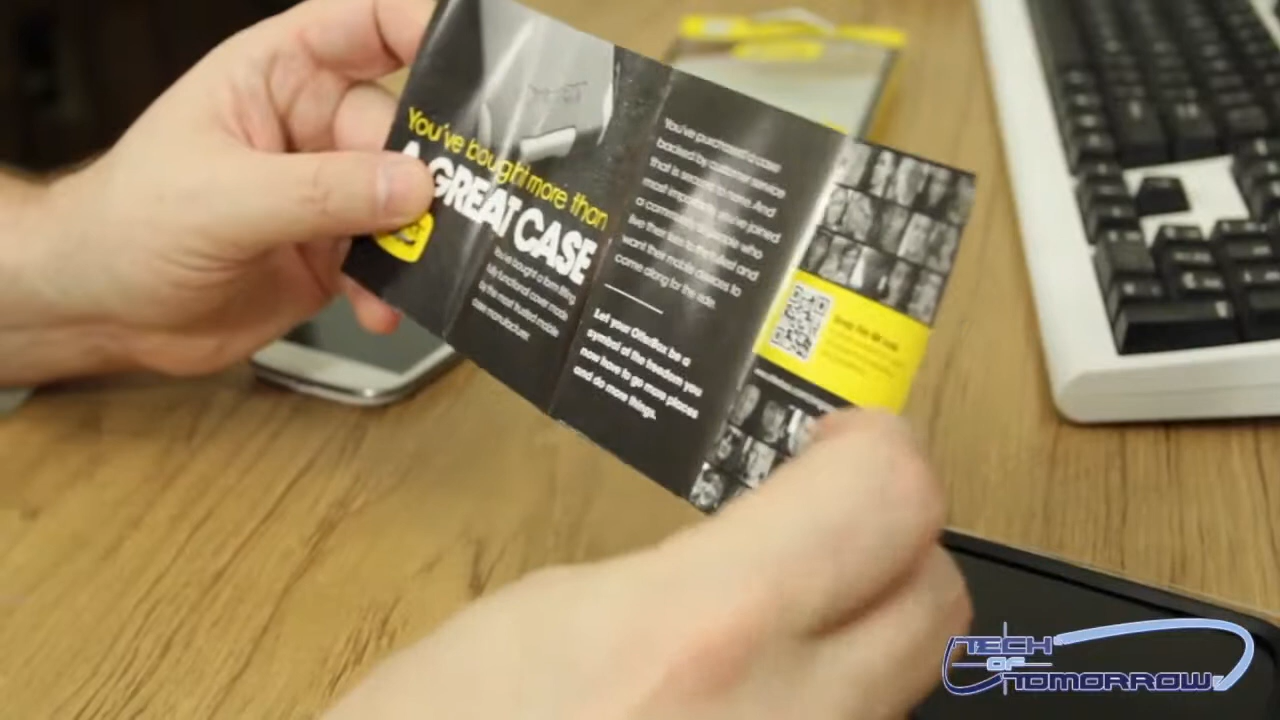 You've bought more than
A GREAT CASE
You've bought a form fitting,
fully functional cover made
by the most trusted mobile
case manufacturer.
You've purchased a case
backed by customer service
that is second to none. And
most importantly, you've joined
a community of people who
live their lives to the fullest and
want their mobile devices to
come along for the ride.
Let your OtterBox be a
symbol of the freedom you
now have to go more places
and do more things.
TECH
OF
TOMORROW